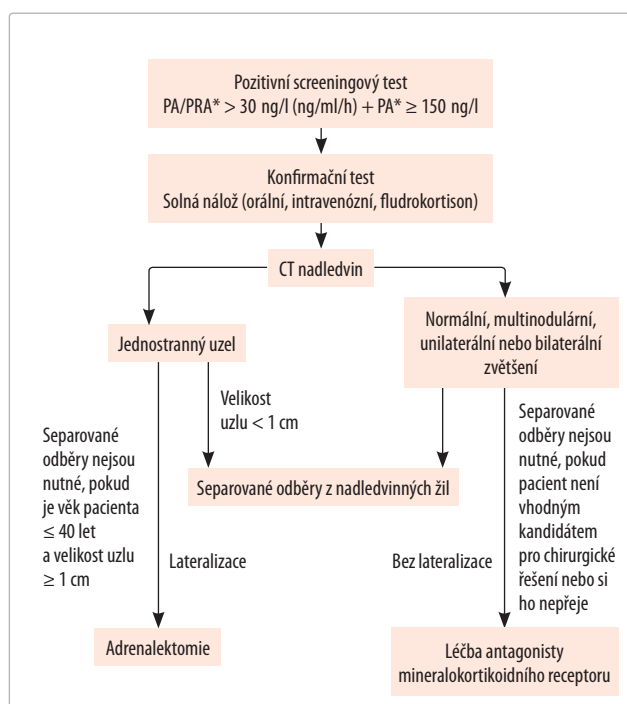 Pozitivní screeningový test
PA/PRA* > 30 ng/l (ng/ml/h) + PA* ≥ 150 ng/l
Konfirmační test
Solná nálož (orální, intravenózní, fludrokortison)
CT nadledvin
Jednostranný uzel
Normální, multinodulární,
unilaterální nebo bilaterální
zvětšení
Velikost
uzlu < 1 cm
Separované
odběry nejsou
nutné, pokud
je věk pacienta
≤ 40 let
a velikost uzlu
≥ 1 cm
Separované odběry z nadledvinných žil
Separované
odběry nejsou
nutné, pokud
pacient není
vhodným
kandidátem
pro chirurgické
řešení nebo si
ho nepřeje
Lateralizace
Bez lateralizace
Adrenalektomie
Léčba antagonisty
mineralokortikoidního receptoru